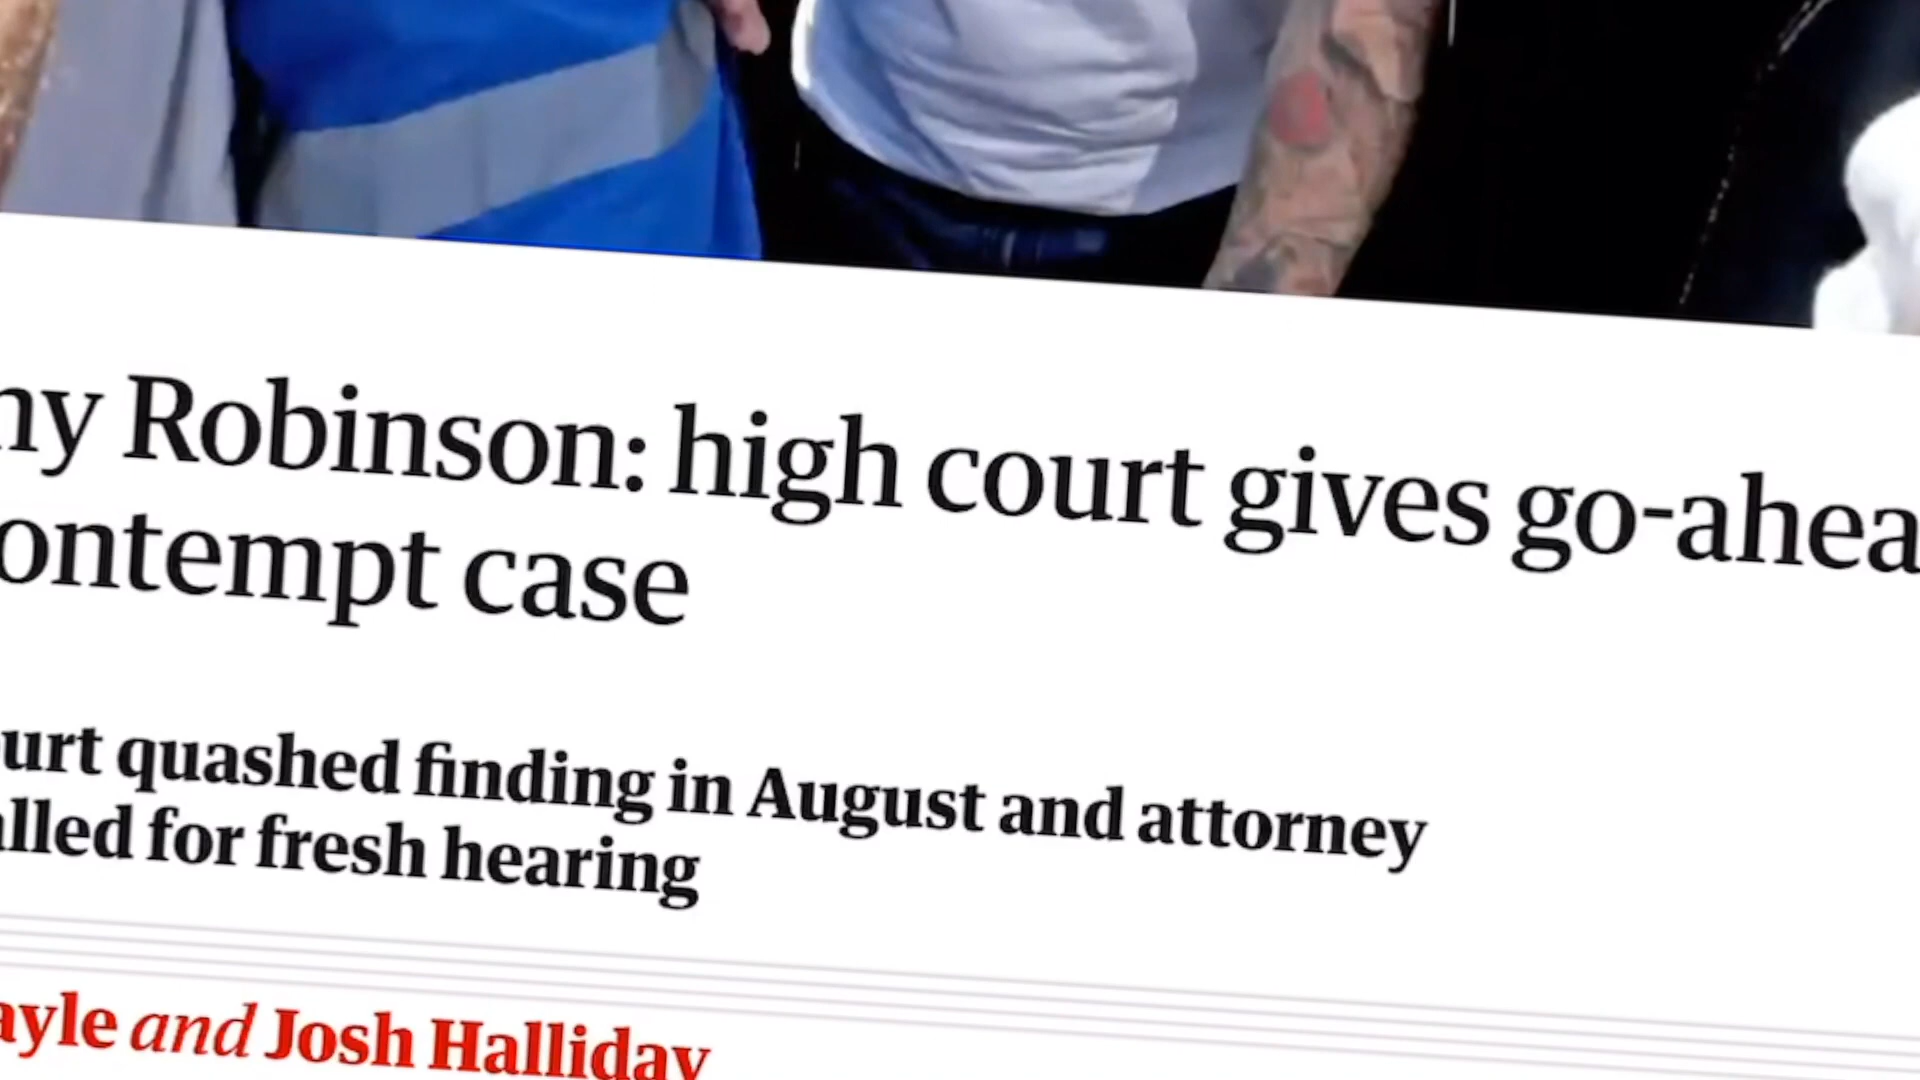 ny Robinson: high court gives go-ahea
ontempt case
urt quashed finding in August and attorney
alled for fresh hearing
ayle and Josh Halliday